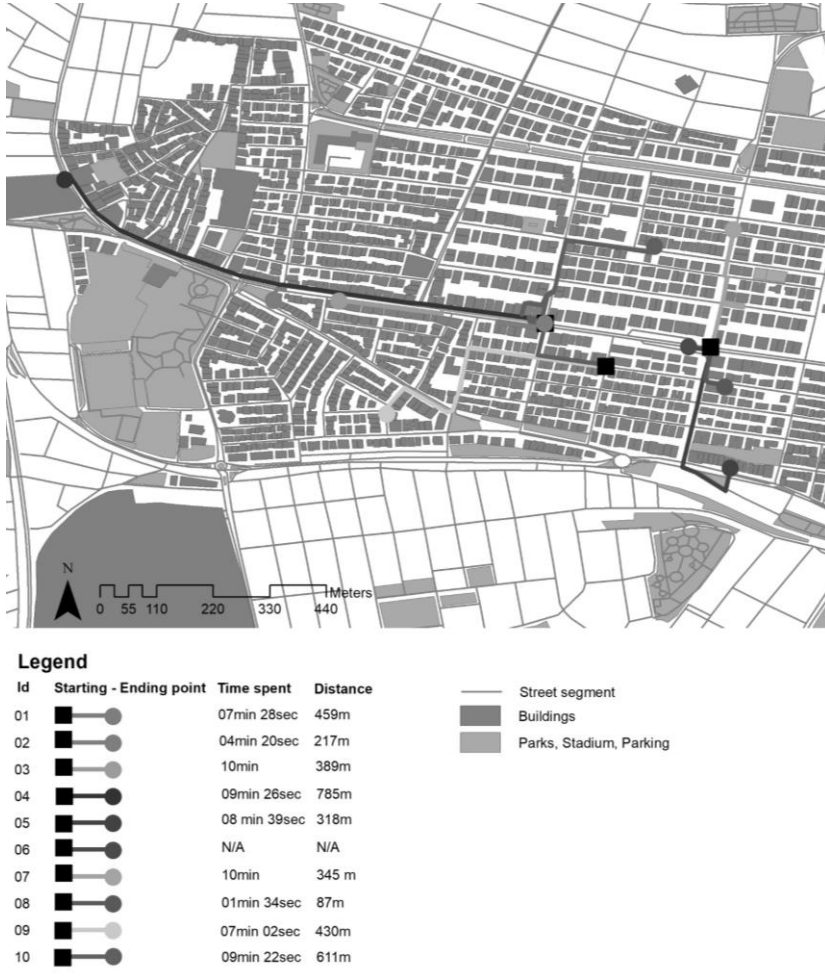 N
Meters
0 55 110 220 330 440
Legend
Id Starting - Ending point Time spent Distance
01 07min 28sec 459m
02 04min 20sec 217m
03 10min 389m
04 09min 26sec 785m
05 08 min 39sec 318m
06 N/A N/A
07 10min 345 m
08 01min 34sec 87m
09 07min 02sec 430m
10 09min 22sec 611m
Street segment
Buildings
Parks, Stadium, Parking